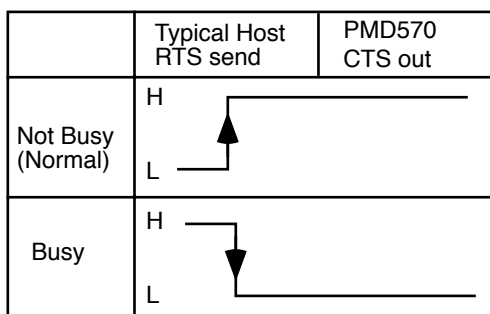 Typical Host
RTS send
PMD570
CTS out
Not Busy
(Normal)
H
L
Busy
H
L